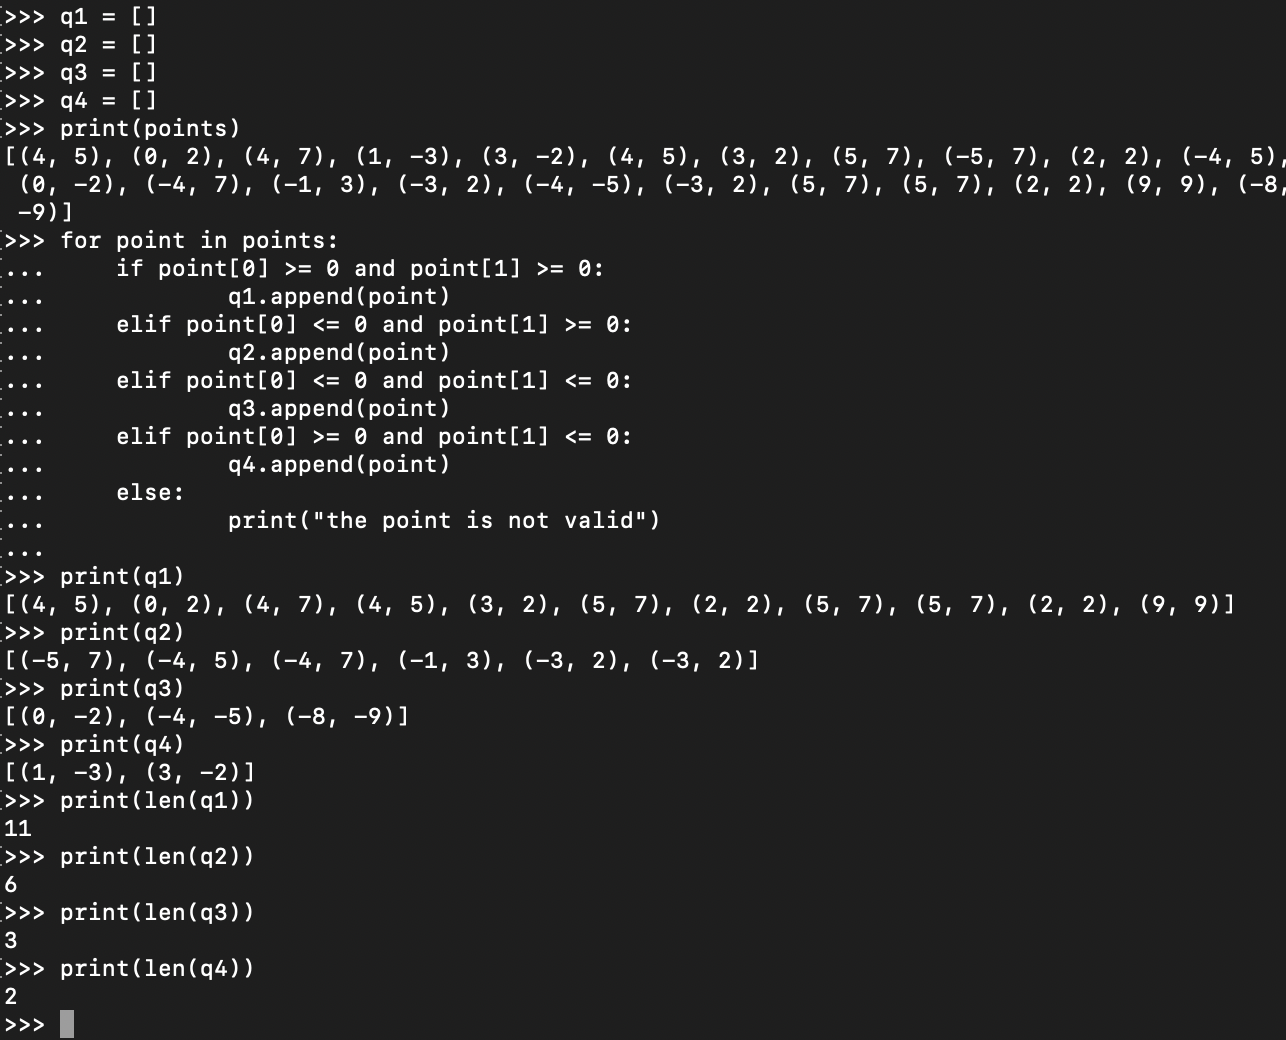 >>> q1 = []
>>> q2 = []
>>> q3 = []
>>> q4 = []
>>> print(points)
[(4, 5), (0, 2), (4, 7), (1, -3), (3, -2), (4, 5), (3, 2), (5, 7), (-5, 7), (2, 2), (-4, 5),
 (0, -2), (-4, 7), (-1, 3), (-3, 2), (-4, -5), (-3, 2), (5, 7), (5, 7), (2, 2), (9, 9), (-8,
 -9)]
>>> for point in points:
...     if point[0] >= 0 and point[1] >= 0:
...             q1.append(point)
...     elif point[0] <= 0 and point[1] >= 0:
...             q2.append(point)
...     elif point[0] <= 0 and point[1] <= 0:
...             q3.append(point)
...     elif point[0] >= 0 and point[1] <= 0:
...             q4.append(point)
...     else:
...             print("the point is not valid")
...
>>> print(q1)
[(4, 5), (0, 2), (4, 7), (4, 5), (3, 2), (5, 7), (2, 2), (5, 7), (5, 7), (2, 2), (9, 9)]
>>> print(q2)
[(-5, 7), (-4, 5), (-4, 7), (-1, 3), (-3, 2), (-3, 2)]
>>> print(q3)
[(0, -2), (-4, -5), (-8, -9)]
>>> print(q4)
[(1, -3), (3, -2)]
>>> print(len(q1))
11
>>> print(len(q2))
6
>>> print(len(q3))
3
>>> print(len(q4))
2
>>>